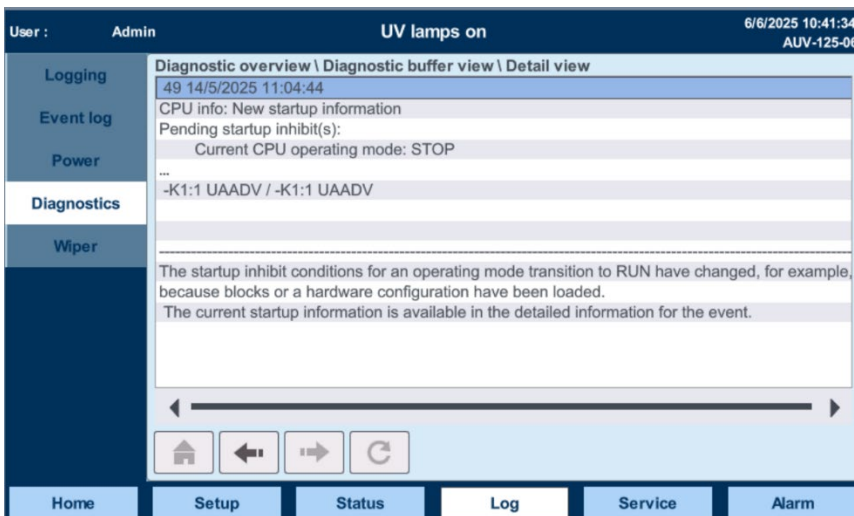 User : Admin UV lamps on 6/6/2025 10:41:34
AUV-125-06
Logging
Event log
Power
Diagnostics
Wiper
Diagnostic overview \ Diagnostic buffer view \ Detail view
49 14/5/2025 11:04:44
CPU info: New startup information
Pending startup inhibit(s):
Current CPU operating mode: STOP
...
-K1:1 UAADV / -K1:1 UAADV
The startup inhibit conditions for an operating mode transition to RUN have changed, for example,
because blocks or a hardware configuration have been loaded.
The current startup information is available in the detailed information for the event.
Home Setup Status Log Service Alarm